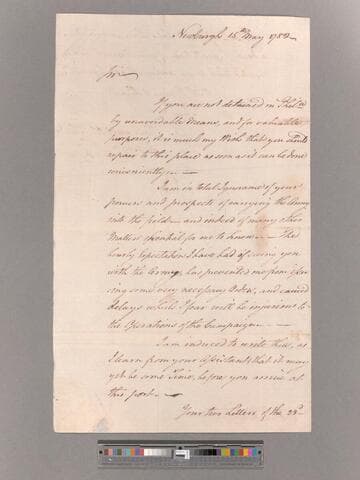 Newburgh 15th May 1782
Sir
If you are not detained in Phila
by unavoidable means, and for valuable
purposes, it is much my Wish that you should
repair to this place as soon as it can be done
conveniently.
I am in total Ignorance of your
powers and prospects of carrying the Army
into the field—and indeed of many other
Matters essential for me to know—The
hourly Expectation I have had of seeing you
with the Army, has prevented me from
sing some very necessary Orders, and caused
delays which I fear will be injurious to
the Operations of the Campaign—
I am induced to write this, as
I learn from your Assistants that it may
yet be some Time, before you arrive at
this post.—
Your two Letters of the 28th